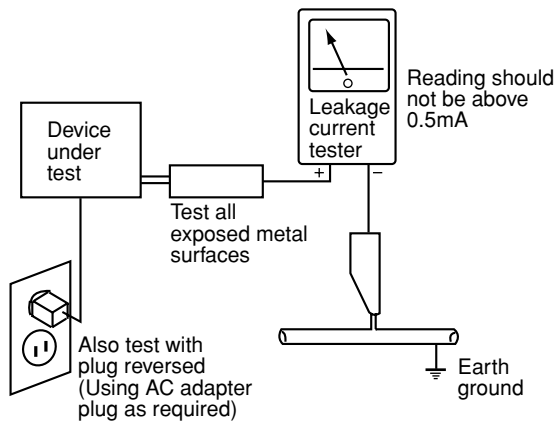 Device
under
test
Leakage
current
tester
+
−
Reading should
not be above
0.5mA
Test all
exposed metal
surfaces
Also test with
plug reversed
(Using AC adapter
plug as required)
Earth
ground